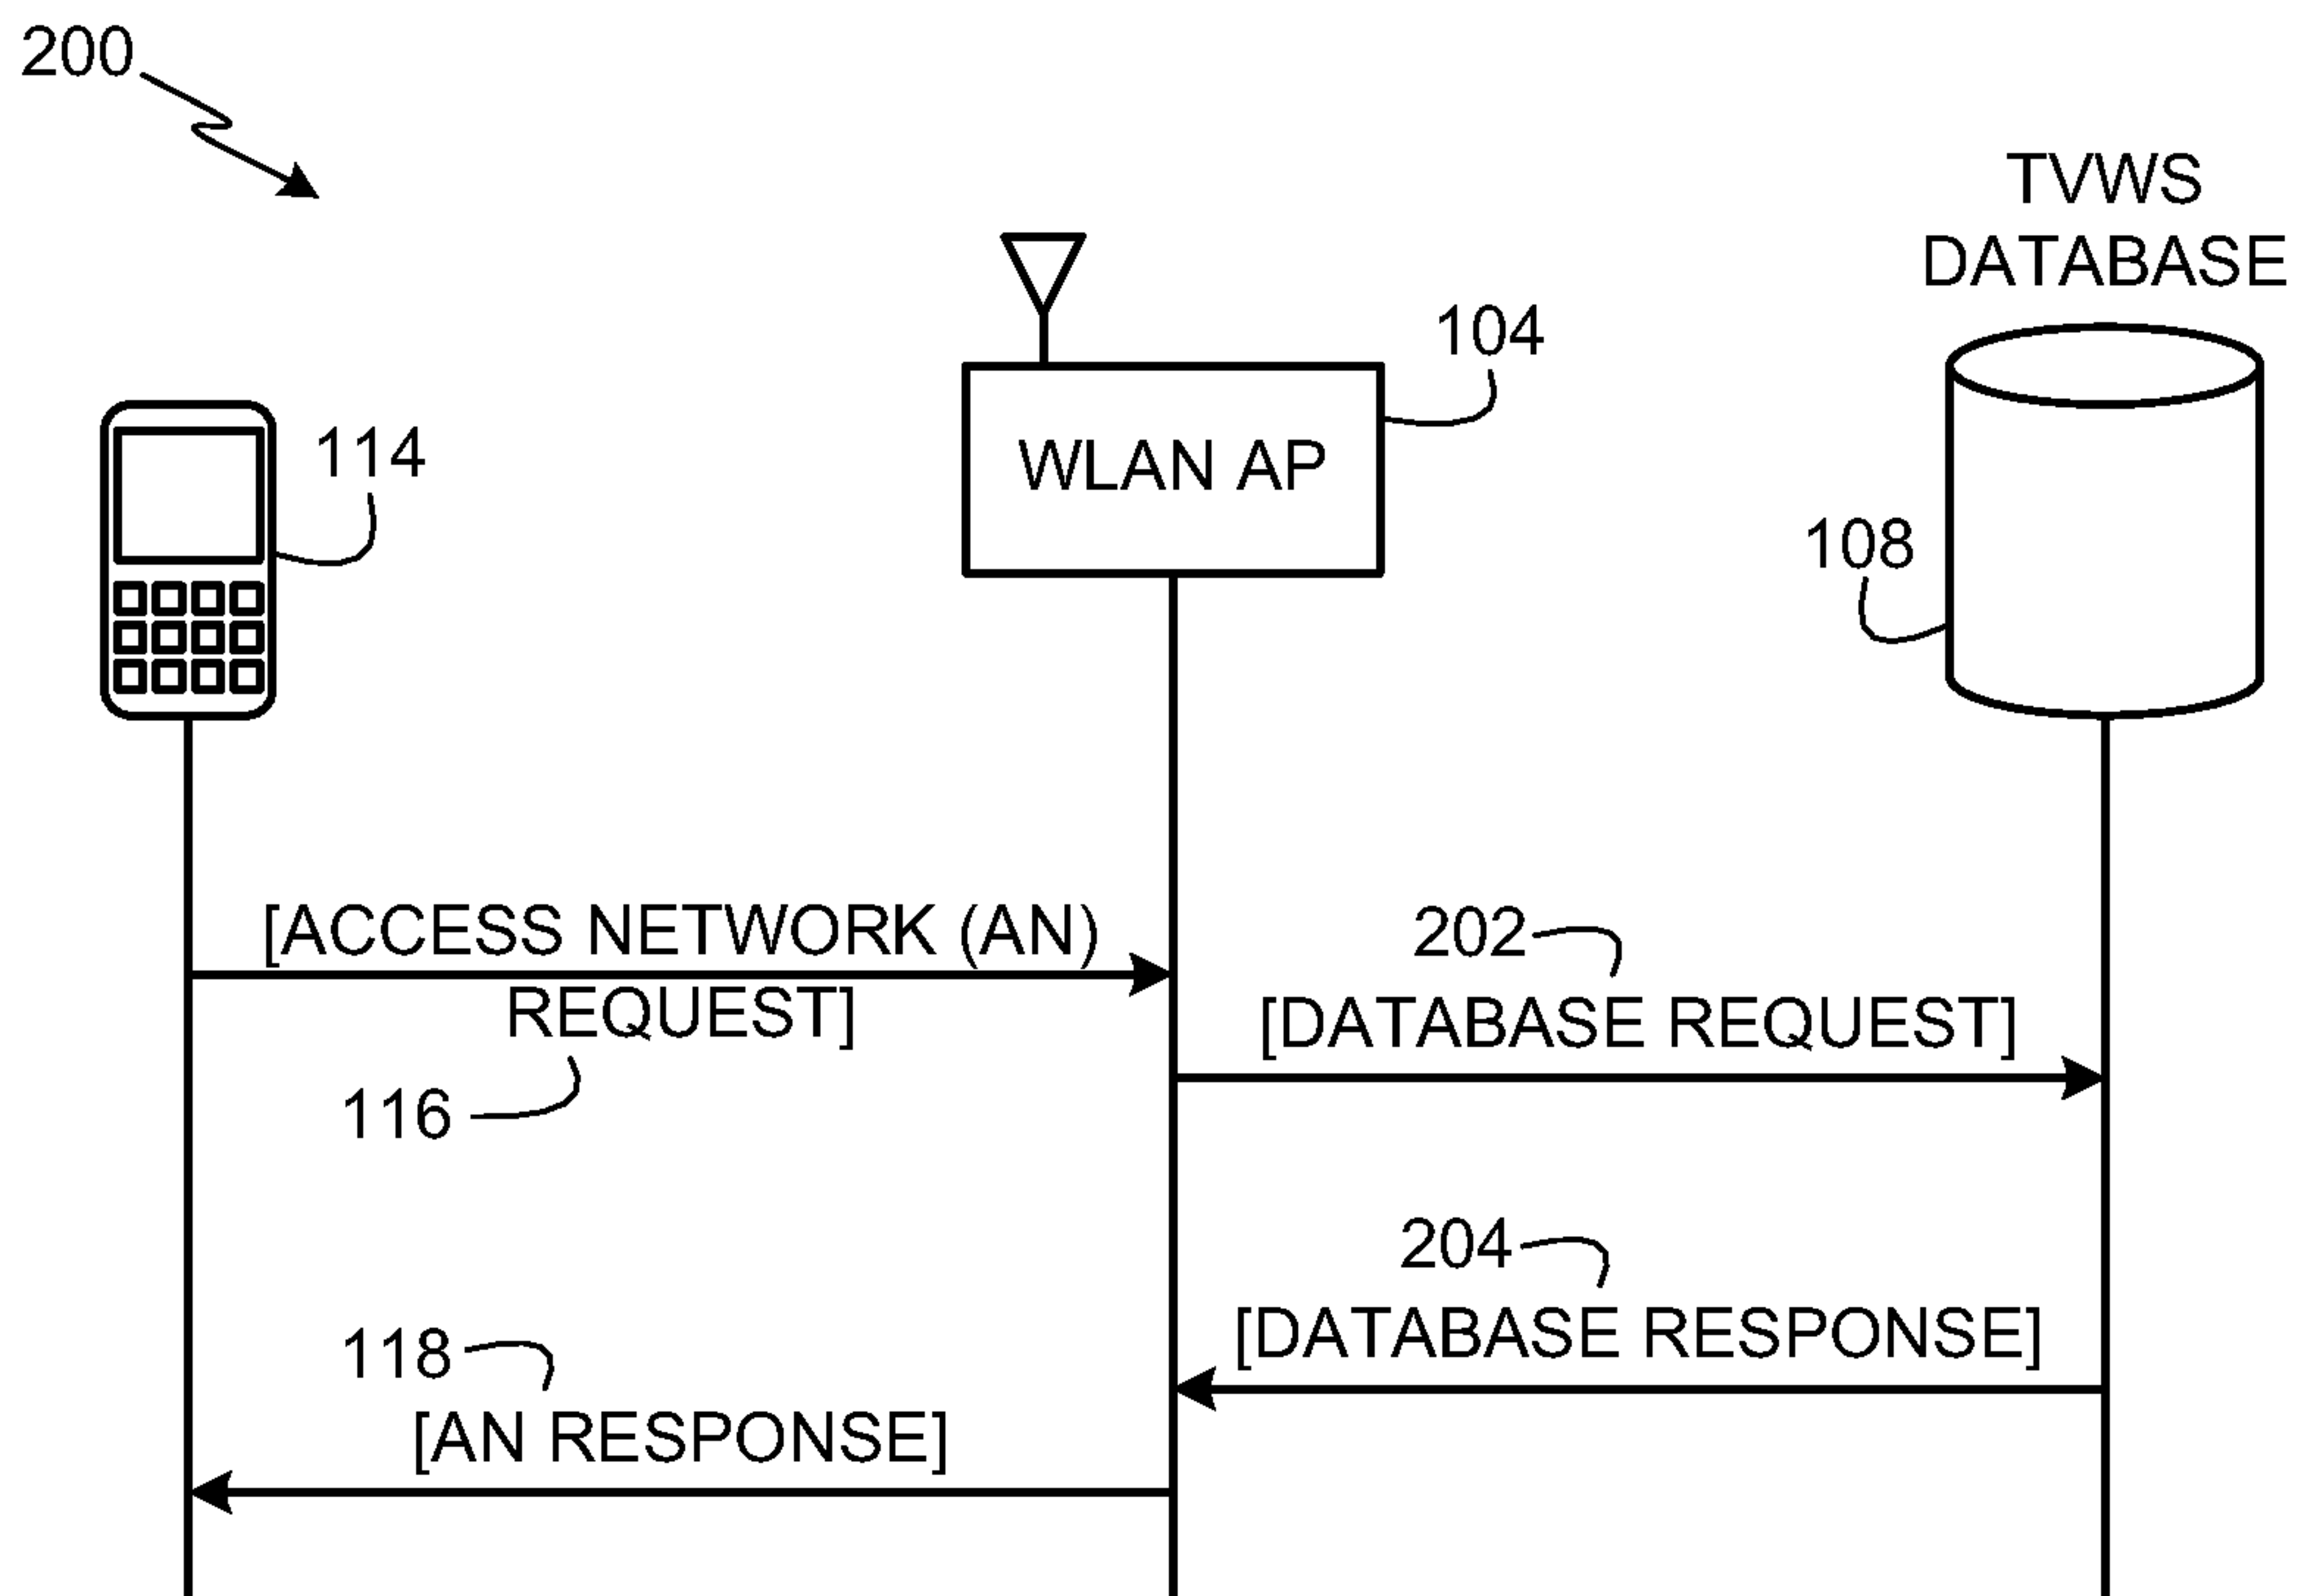 200
TVWS
DATABASE
104
WLAN AP
114
108
[ACCESS NETWORK (AN)
REQUEST]
116
202
[DATABASE REQUEST]
204
[DATABASE RESPONSE]
118
[AN RESPONSE]